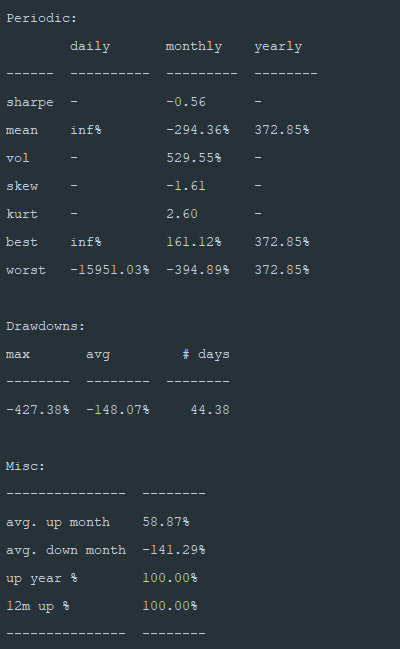 Periodic:
daily monthly yearly
------ ---------- --------- --------
sharpe - -0.56 -
mean inf% -294.36% 372.85%
vol - 529.55% -
skew - -1.61 -
kurt - 2.60 -
best inf% 161.12% 372.85%
worst -15951.03% -394.89% 372.85%
Drawdowns:
max avg # days
-------- -------- --------
-427.38% -148.07% 44.38
Misc:
--------------- --------
avg. up month 58.87%
avg. down month -141.29%
up year % 100.00%
12m up % 100.00%
--------------- --------